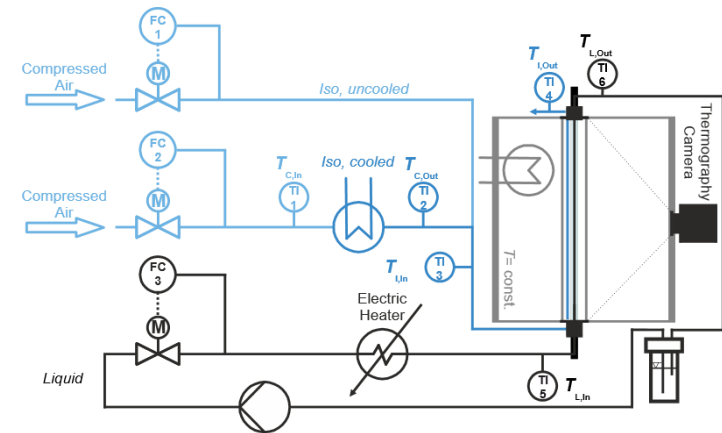 FC
1
T L,Out
T I,Out
TI
6
TI
4
Compressed
Air
M
Iso, uncooled
Thermography
Camera
FC
2
Iso, cooled
T C,In
T C,Out
Compressed
Air
M
TI
1
TI
2
T I,In
TI
3
T= const.
FC
3
Electric
Heater
M
Liquid
TI
5
T L,In